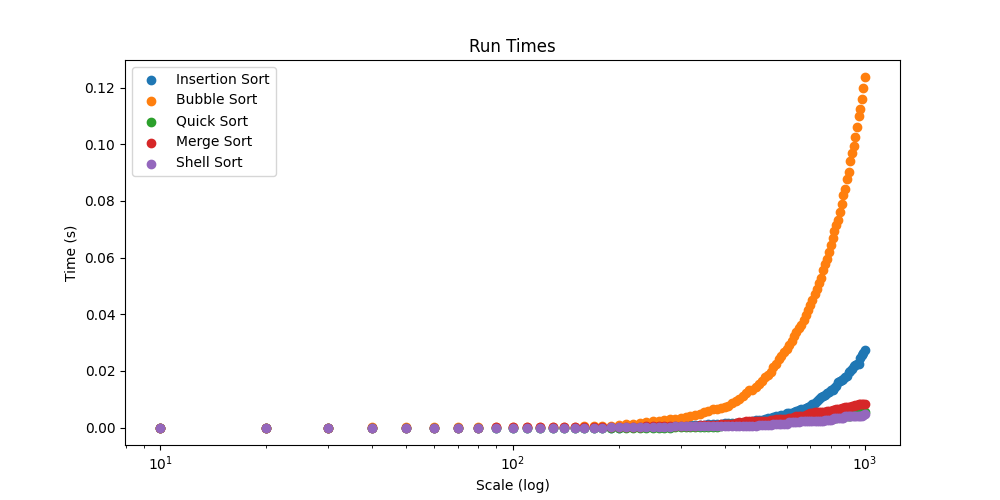 Run Times
Insertion Sort
Bubble Sort
Quick Sort
Merge Sort
Shell Sort
0.12
0.10
0.08
0.06
0.04
0.02
0.00
Time (s)
10¹
10²
10³
Scale (log)